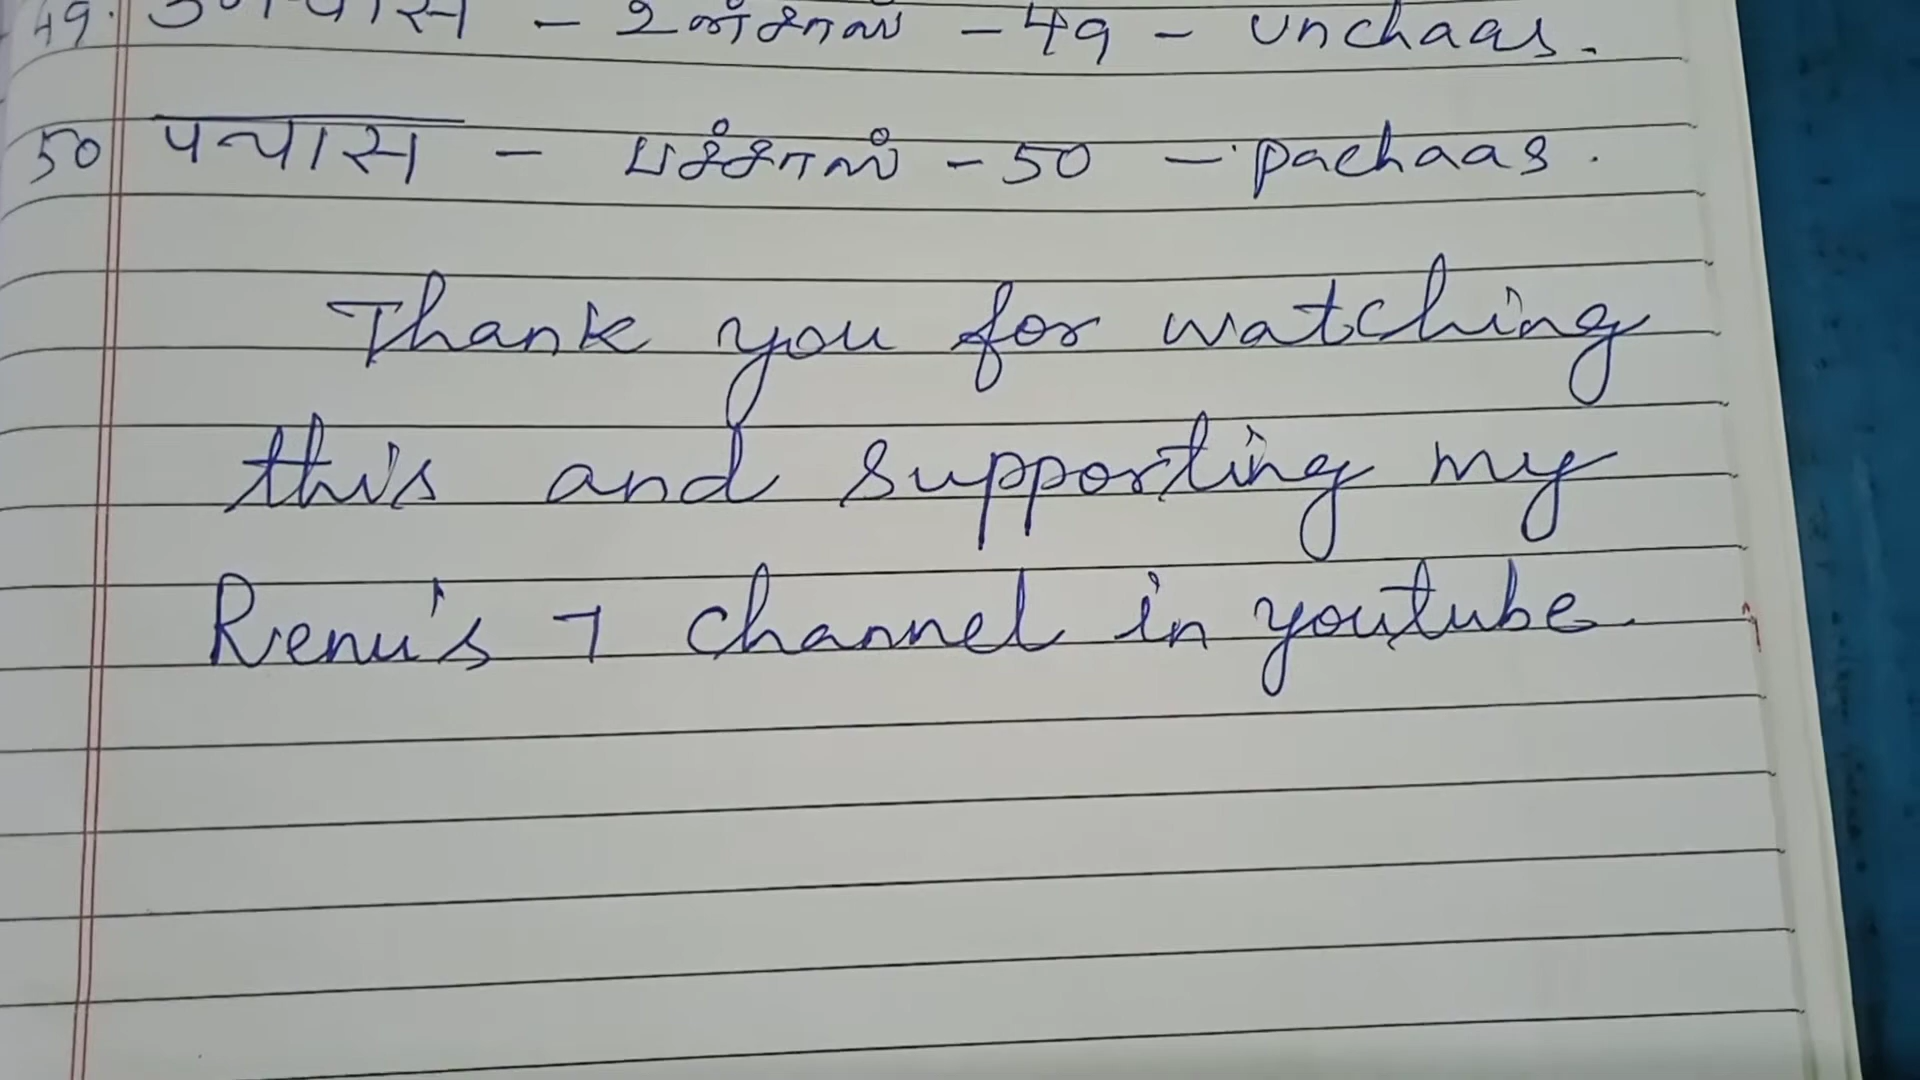 49. उनचास - உன்சாஸ் - 49 - unchaas.
50 पचास - பச்சாஸ் - 50 - pachaas.
Thank you for watching
this and supporting my
Renu's 7 channel in youtube.